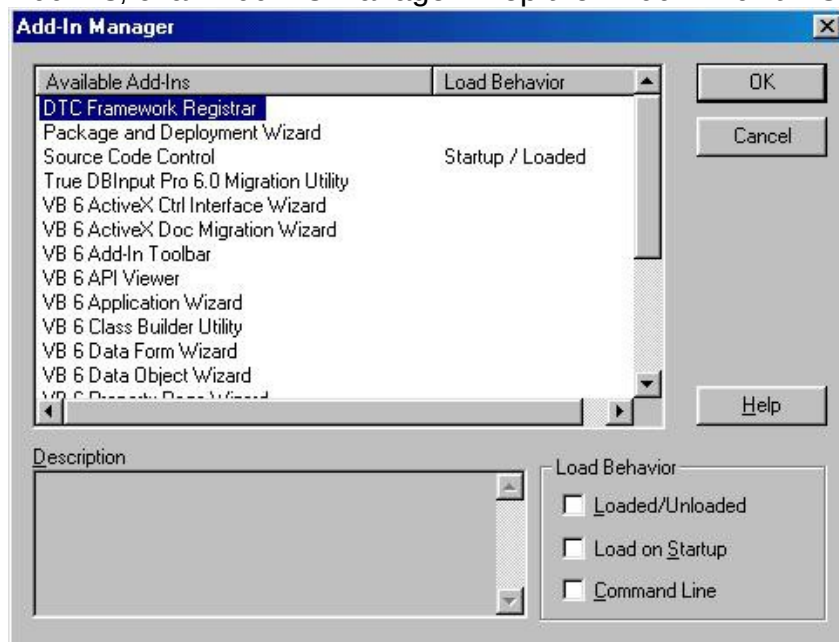 Add-In Manager
Available Add-Ins Load Behavior
DTC Framework Registrar
Package and Deployment Wizard
Source Code Control Startup / Loaded
True DBInput Pro 6.0 Migration Utility
VB 6 ActiveX Ctrl Interface Wizard
VB 6 ActiveX Doc Migration Wizard
VB 6 Add-In Toolbar
VB 6 API Viewer
VB 6 Application Wizard
VB 6 Class Builder Utility
VB 6 Data Form Wizard
VB 6 Data Object Wizard
OK
Cancel
Help
Description
Load Behavior
Loaded/Unloaded
Load on Startup
Command Line